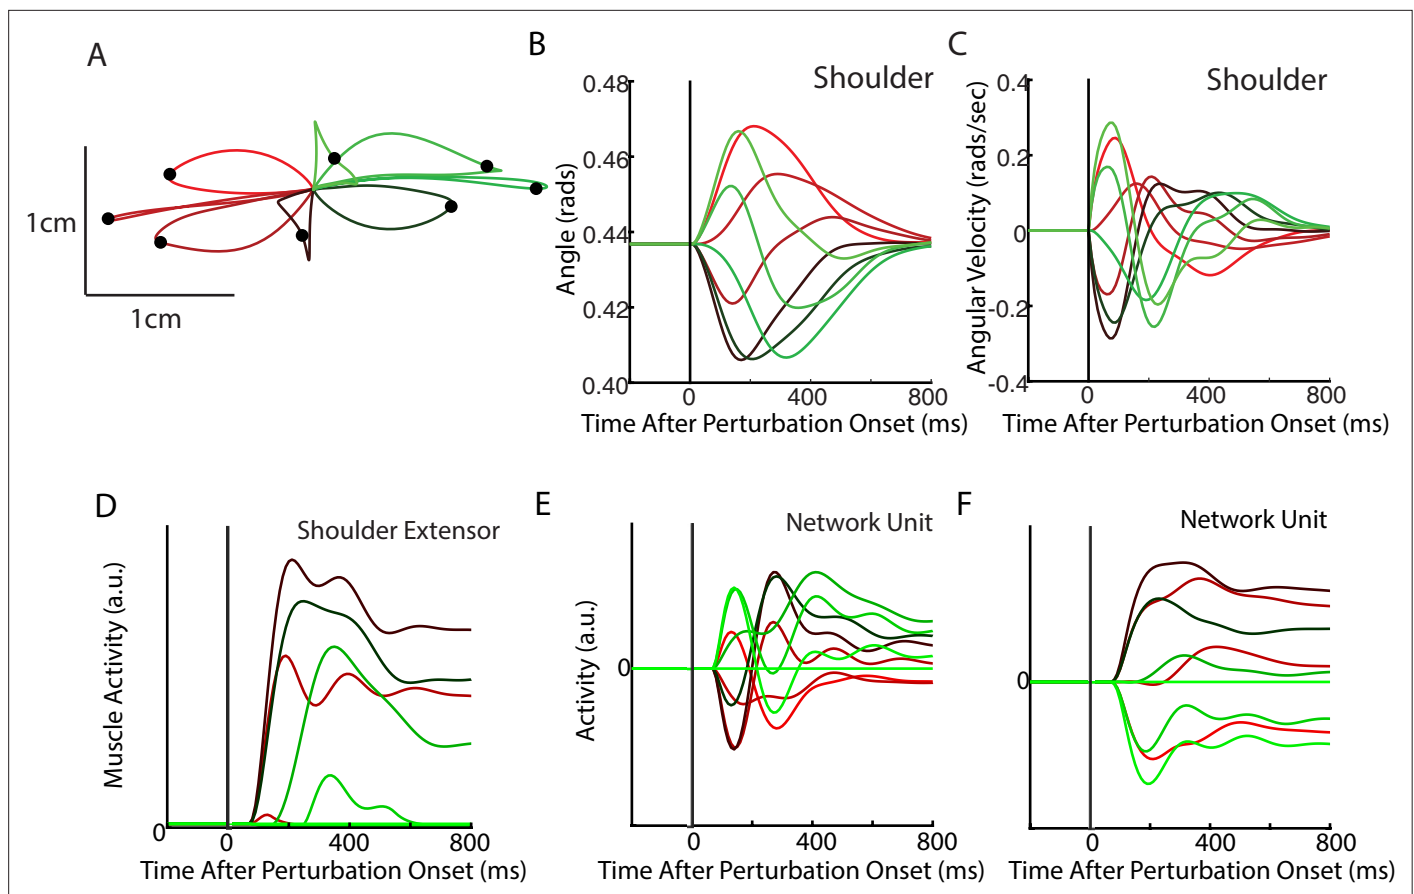 A
1cm
1cm
B
Shoulder
Angle (rads)
0.48
0.46
0.44
0.42
0.40
0
400
800
Time After Perturbation Onset (ms)
C
Shoulder
Angular Velocity (rads/sec)
0.4
0.2
0
-0.2
-0.4
0
400
800
Time After Perturbation Onset (ms)
D
Shoulder Extensor
Muscle Activity (a.u.)
0
0
400
800
Time After Perturbation Onset (ms)
E
Network Unit
Activity (a.u.)
0
0
400
800
Time After Perturbation Onset (ms)
F
Network Unit
0
0
400
800
Time After Perturbation Onset (ms)